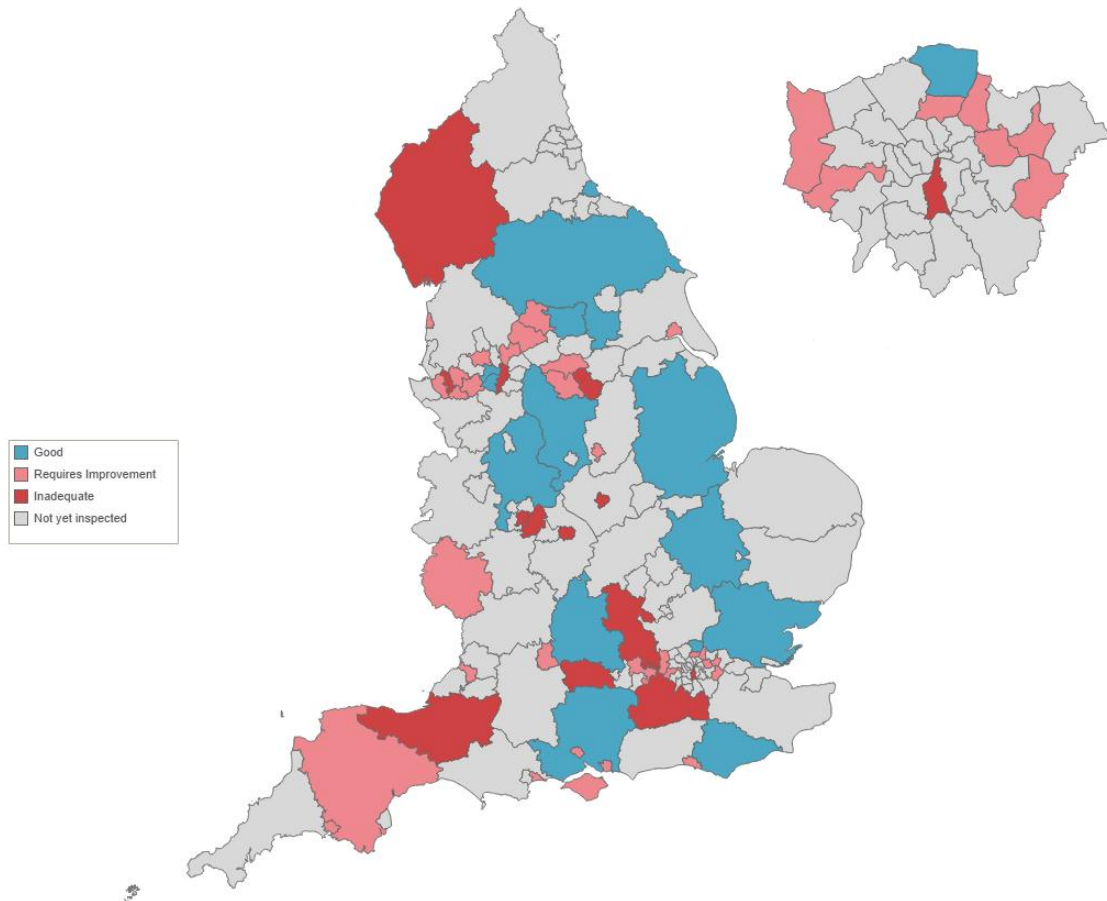 Good
Requires Improvement
Inadequate
Not yet inspected